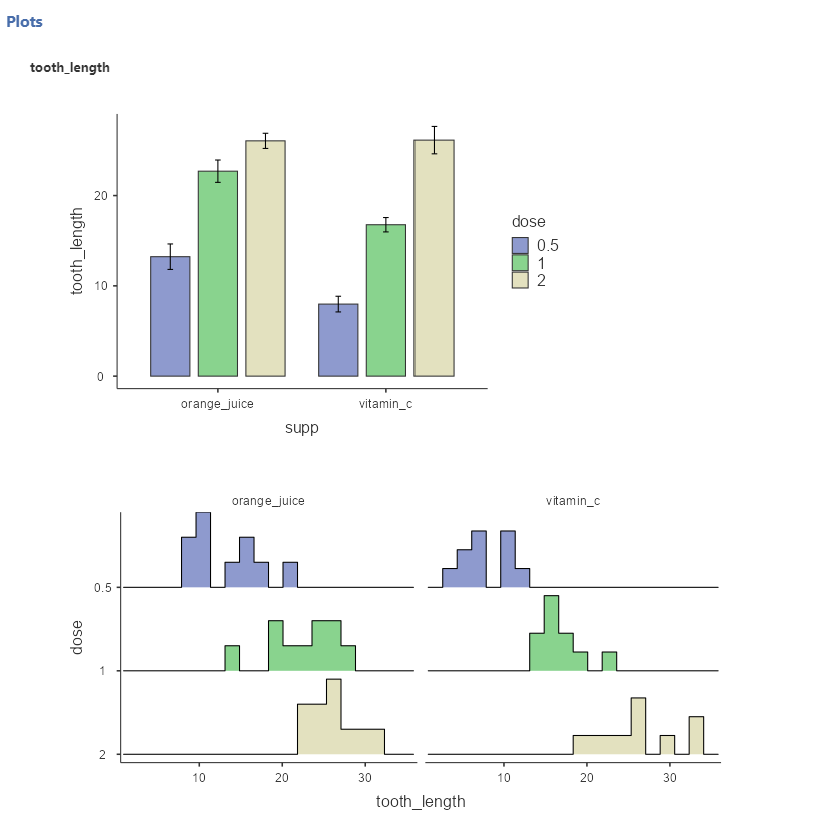 Plots
tooth_length
20
10
0
tooth_length
orange_juice vitamin_c
supp
dose
0.5
1
2
orange_juice vitamin_c
0.5
1
2
dose
10 20 30 10 20 30
tooth_length